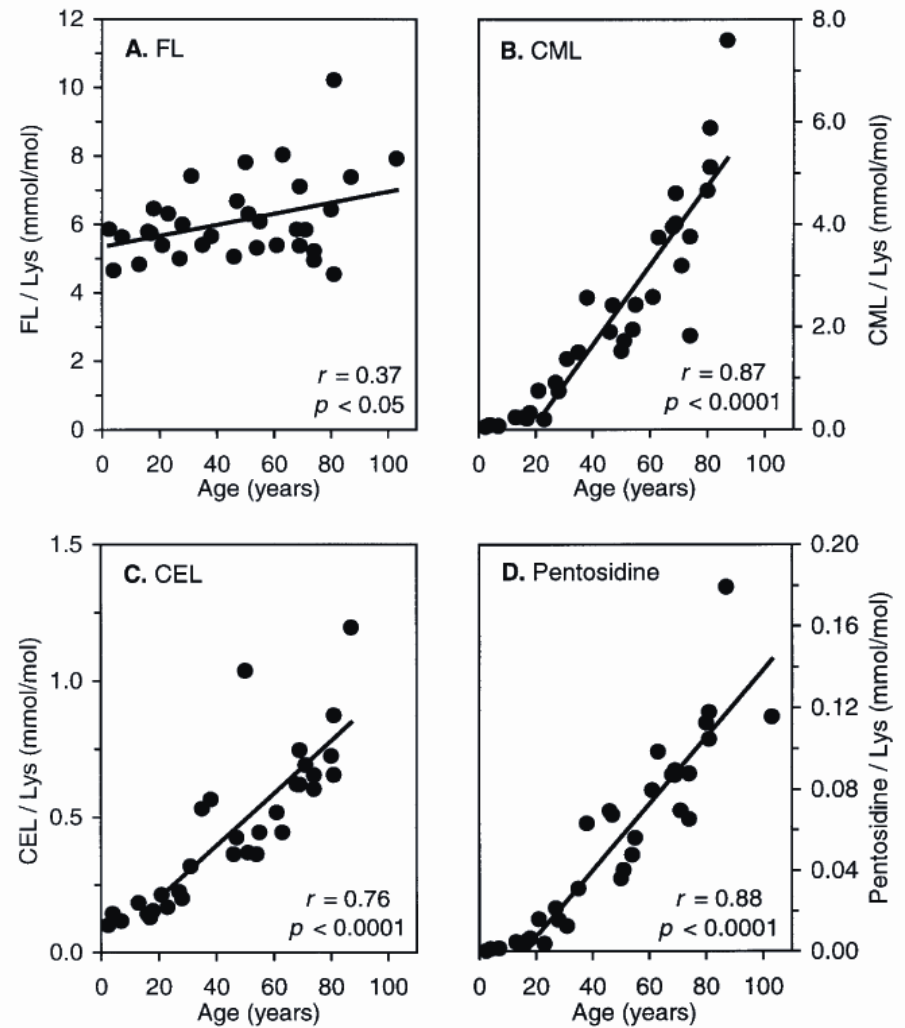 A. FL
FL / Lys (mmol/mol)
12
10
8
6
4
2
0
r = 0.37
p < 0.05
0 20 40 60 80 100
Age (years)
B. CML
CML / Lys (mmol/mol)
8.0
6.0
4.0
2.0
0.0
r = 0.87
p < 0.0001
0 20 40 60 80 100
Age (years)
C. CEL
CEL / Lys (mmol/mol)
1.5
1.0
0.5
0.0
r = 0.76
p < 0.0001
0 20 40 60 80 100
Age (years)
D. Pentosidine
Pentosidine / Lys (mmol/mol)
0.20
0.16
0.12
0.08
0.04
0.00
r = 0.88
p < 0.0001
0 20 40 60 80 100
Age (years)